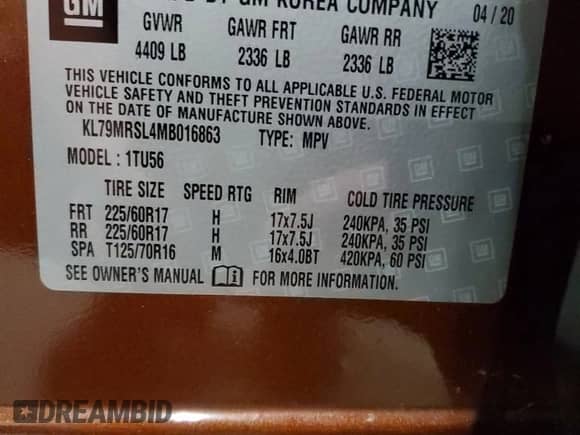 GM
BY GM KOREA COMPANY 04/20
GVWR GAWR FRT GAWR RR
4409 LB 2336 LB 2336 LB
THIS VEHICLE CONFORMS TO ALL APPLICABLE U.S. FEDERAL MOTOR
VEHICLE SAFETY AND THEFT PREVENTION STANDARDS IN EFFECT
ON THE DATE OF MANUFACTURE SHOWN ABOVE.
KL79MRSL4MB016863 TYPE: MPV
MODEL: 1TU56
TIRE SIZE SPEED RTG RIM COLD TIRE PRESSURE
FRT 225/60R17 H 17x7.5J 240KPA, 35 PSI
RR 225/60R17 H 17x7.5J 240KPA, 35 PSI
SPA T125/70R16 M 16x4.0BT 420KPA, 60 PSI
SEE OWNER'S MANUAL FOR MORE INFORMATION.
DREAMBID